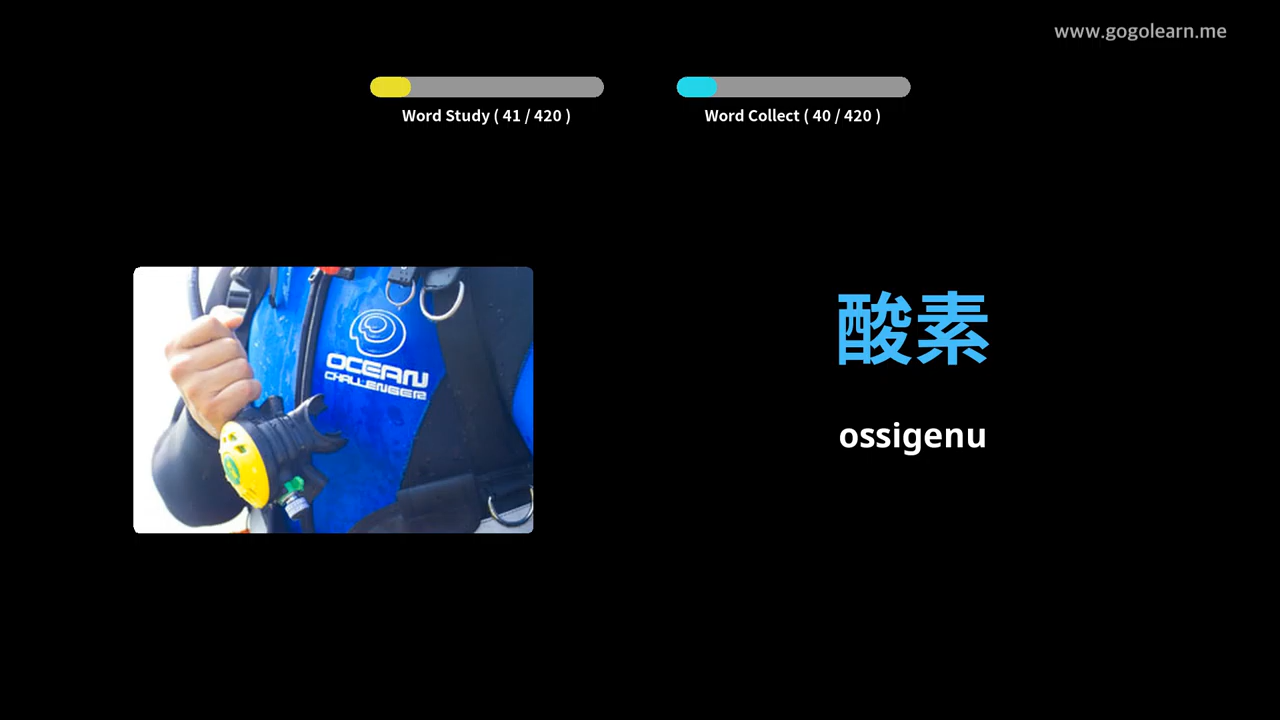 www.gogolearn.me
Word Study ( 41 / 420 )
Word Collect ( 40 / 420 )
OCEAN
CHALLENGER
酸素
ossigenu